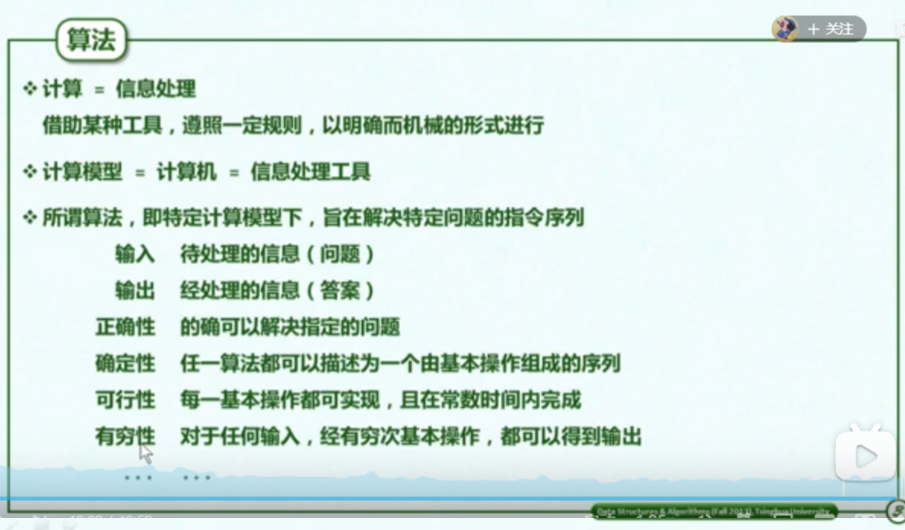 算法
+ 关注
❖ 计算 = 信息处理
借助某种工具，遵照一定规则，以明确而机械的形式进行
❖ 计算模型 = 计算机 = 信息处理工具
❖ 所谓算法，即特定计算模型下，旨在解决特定问题的指令序列
输入 待处理的信息（问题）
输出 经处理的信息（答案）
正确性 的确可以解决指定的问题
确定性 任一算法都可以描述为一个由基本操作组成的序列
可行性 每一基本操作都可实现，且在常数时间内完成
有穷性 对于任何输入，经有穷次基本操作，都可以得到输出
… …
Data Structures & Algorithms (Fall 2013), Tsinghua University